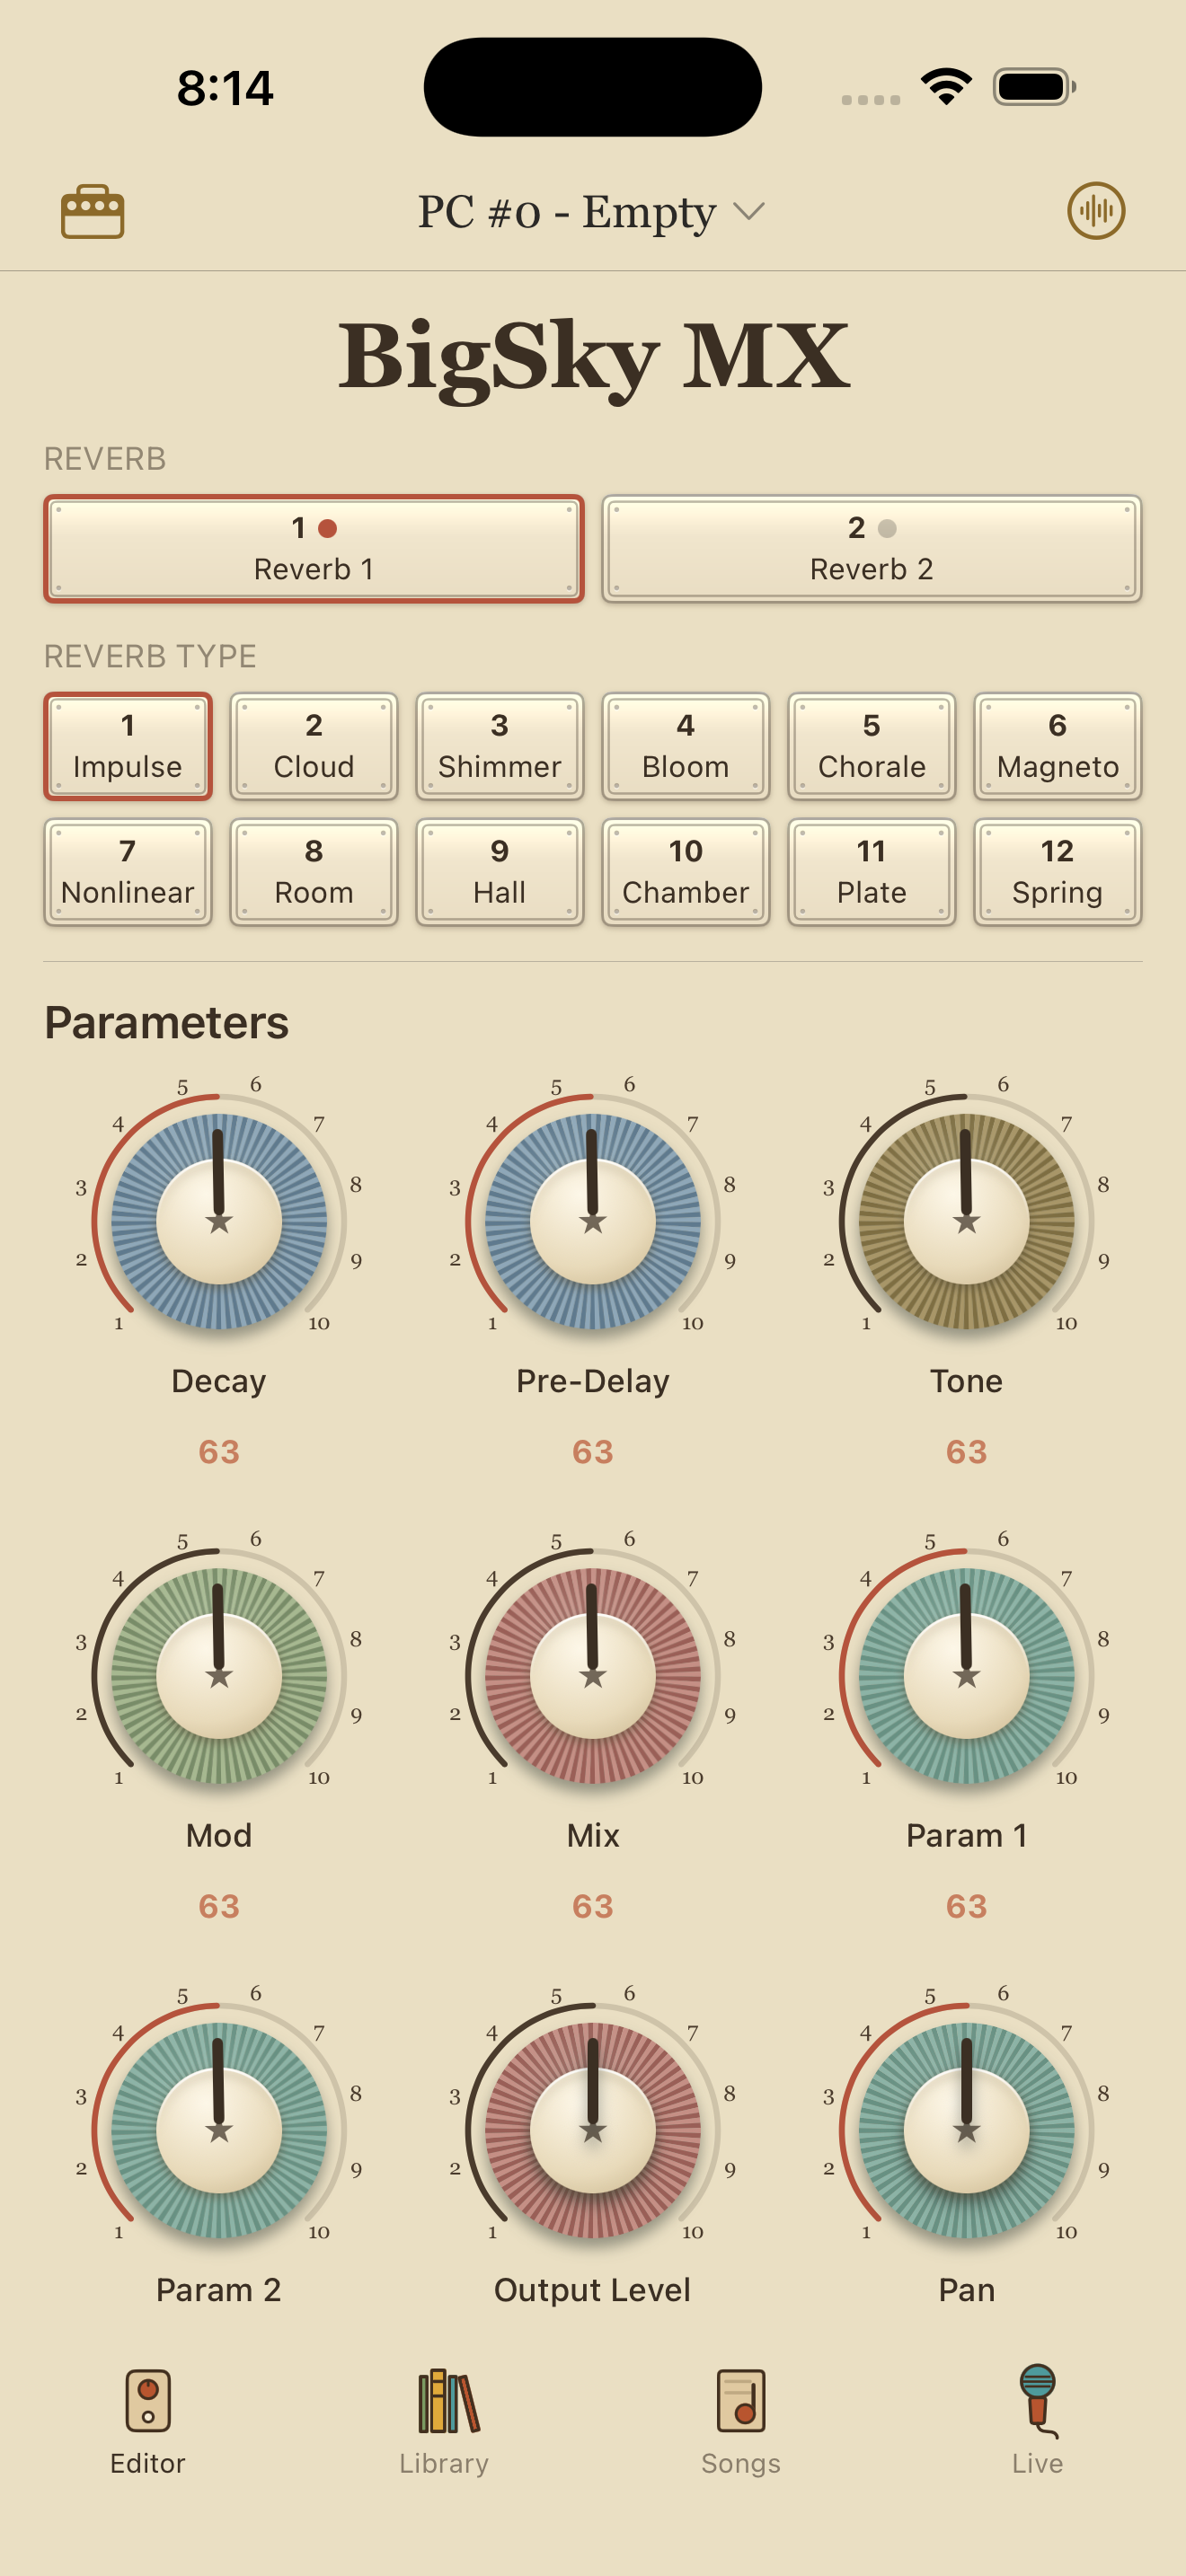 8:14
PC #0 - Empty
BigSky MX
REVERB
1
Reverb 1
2
Reverb 2
REVERB TYPE
1 2 3 4 5 6
Impulse Cloud Shimmer Bloom Chorale Magneto
7 8 9 10 11 12
Nonlinear Room Hall Chamber Plate Spring
Parameters
1 2 3 4 5 6 7 8 9 10
Decay
63
1 2 3 4 5 6 7 8 9 10
Pre-Delay
63
1 2 3 4 5 6 7 8 9 10
Tone
63
1 2 3 4 5 6 7 8 9 10
Mod
63
1 2 3 4 5 6 7 8 9 10
Mix
63
1 2 3 4 5 6 7 8 9 10
Param 1
63
1 2 3 4 5 6 7 8 9 10
Param 2
1 2 3 4 5 6 7 8 9 10
Output Level
1 2 3 4 5 6 7 8 9 10
Pan
Editor Library Songs Live